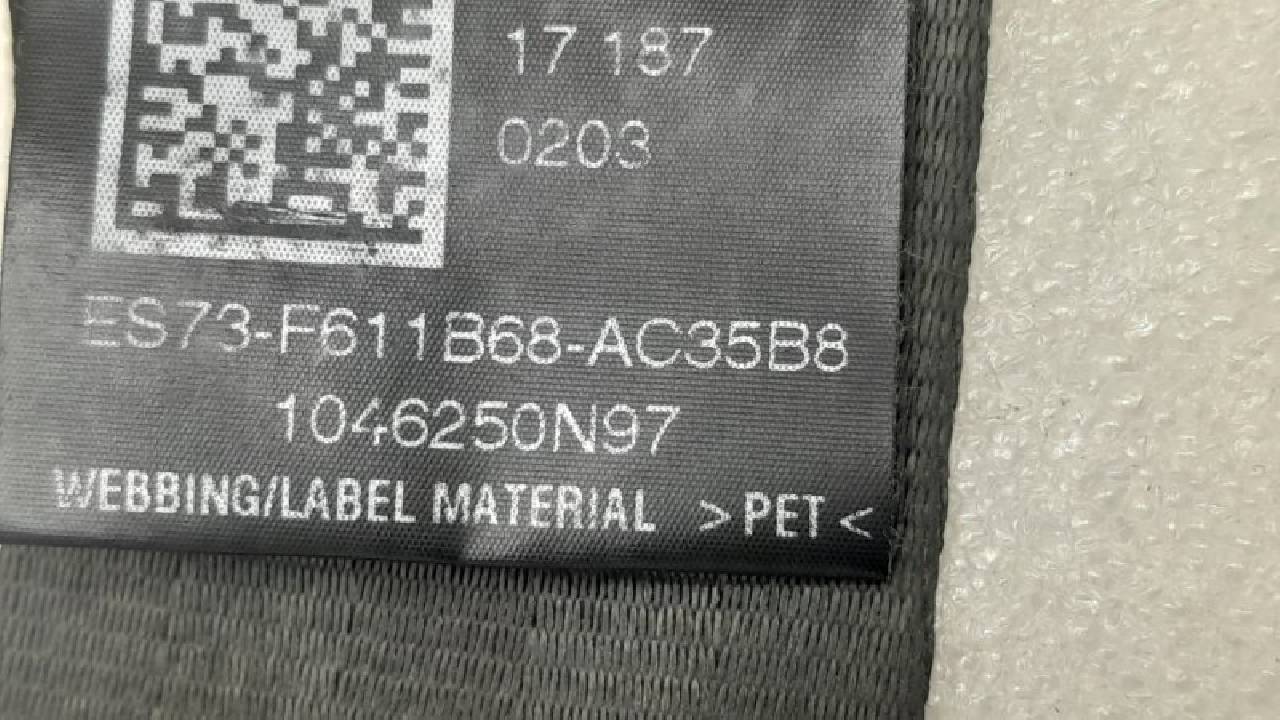 17 187
0203
ES73-F611B68-AC35B8
1046250N97
WEBBING/LABEL MATERIAL >PET<